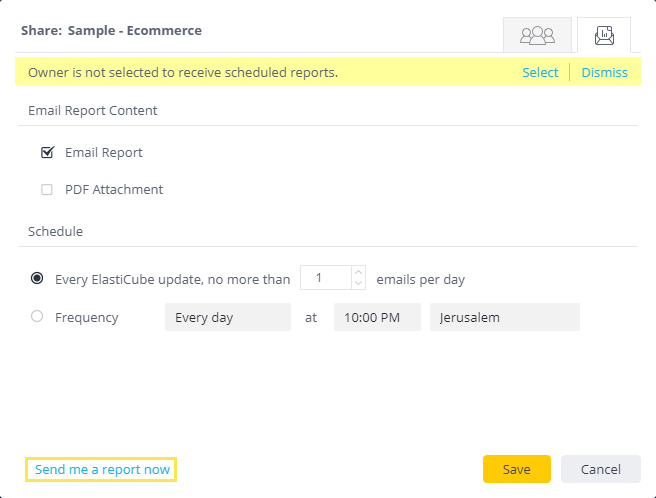 Share: Sample - Ecommerce
Owner is not selected to receive scheduled reports. Select Dismiss
Email Report Content
Email Report
PDF Attachment
Schedule
Every ElastiCube update, no more than 1 emails per day
Frequency Every day at 10:00 PM Jerusalem
Send me a report now Save Cancel